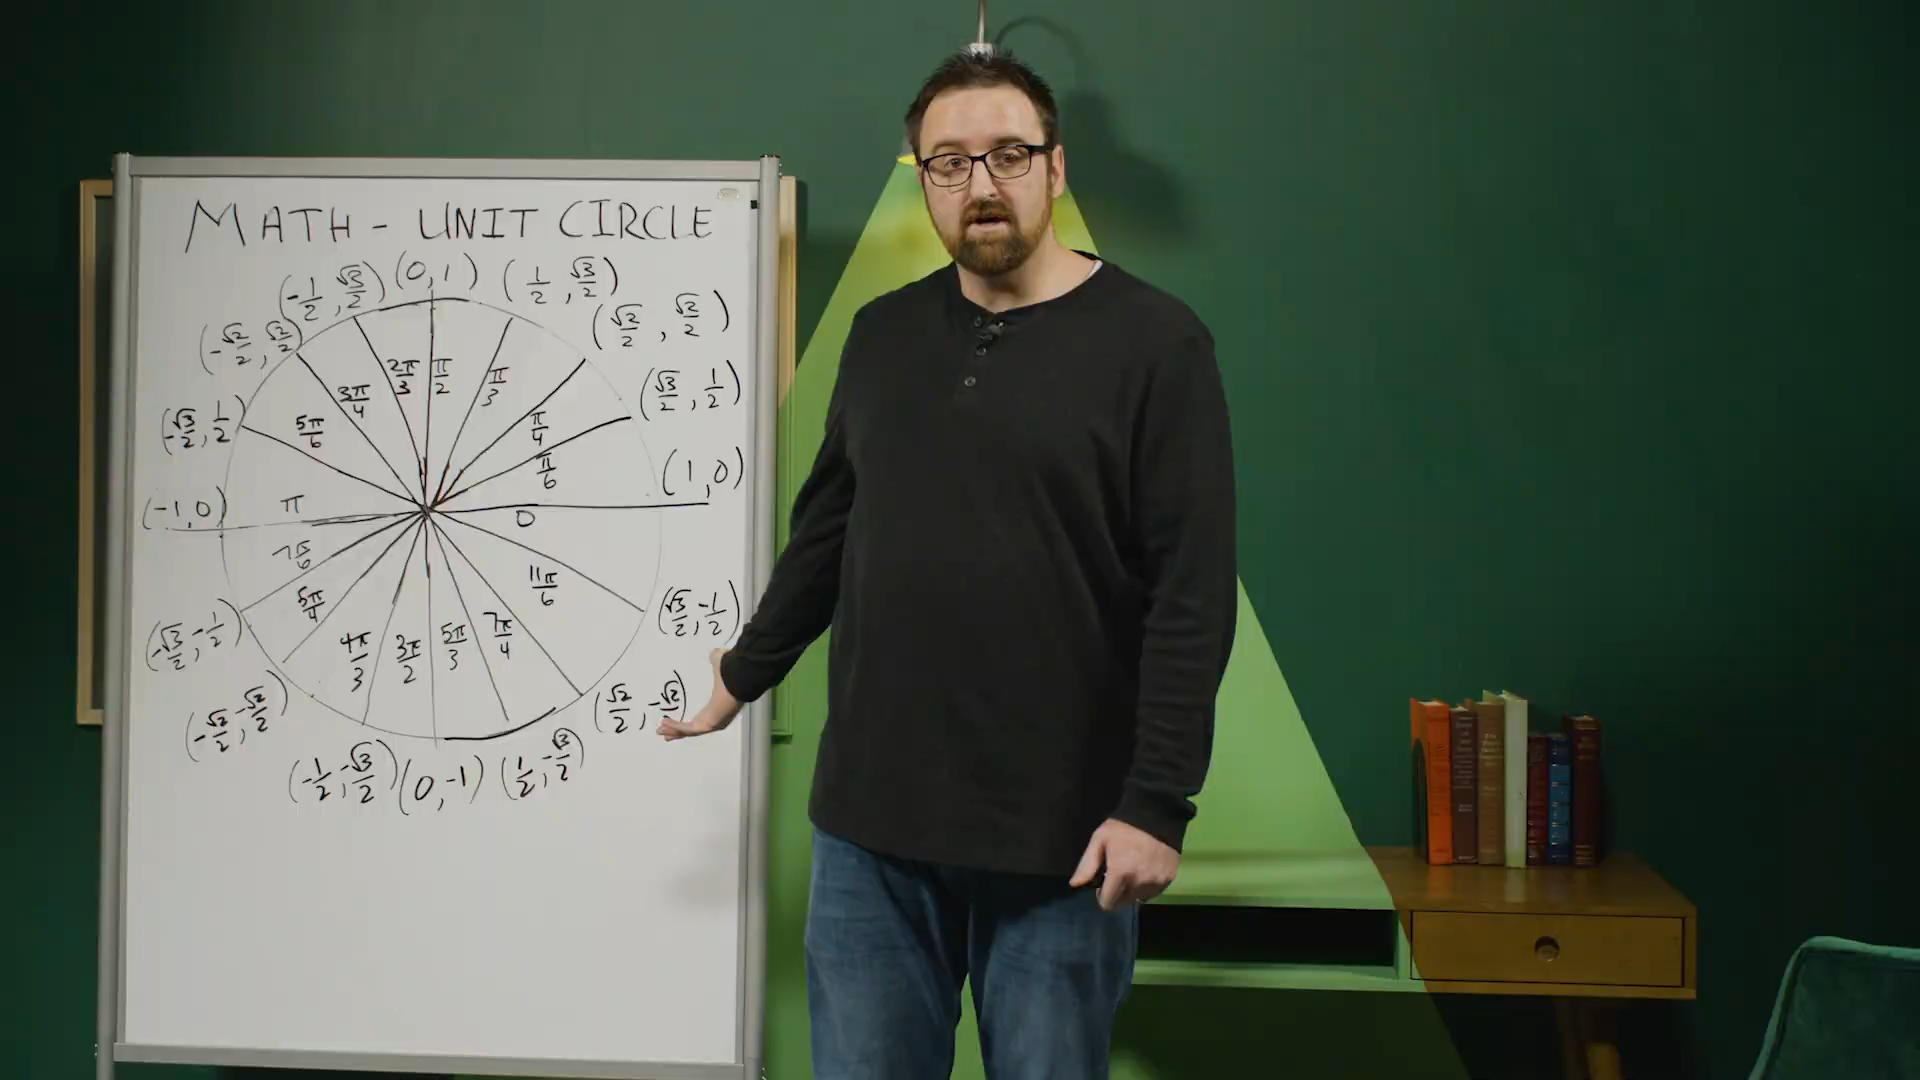 MATH - UNIT CIRCLE
(-1/2, √3/2) (0, 1) (1/2, √3/2)
(-√2/2, √2/2) (√2/2, √2/2)
(-√3/2, 1/2) (√3/2, 1/2)
5π/6 3π/4 2π/3 π/2 π/3 π/4 π/6
(-1, 0) π 0 (1, 0)
7π/6 5π/4 4π/3 3π/2 5π/3 7π/4 11π/6
(-√3/2, -1/2) (√3/2, -1/2)
(-√2/2, -√2/2) (√2/2, -√2/
(-1/2, -√3/2) (0, -1) (1/2, -√3/2)